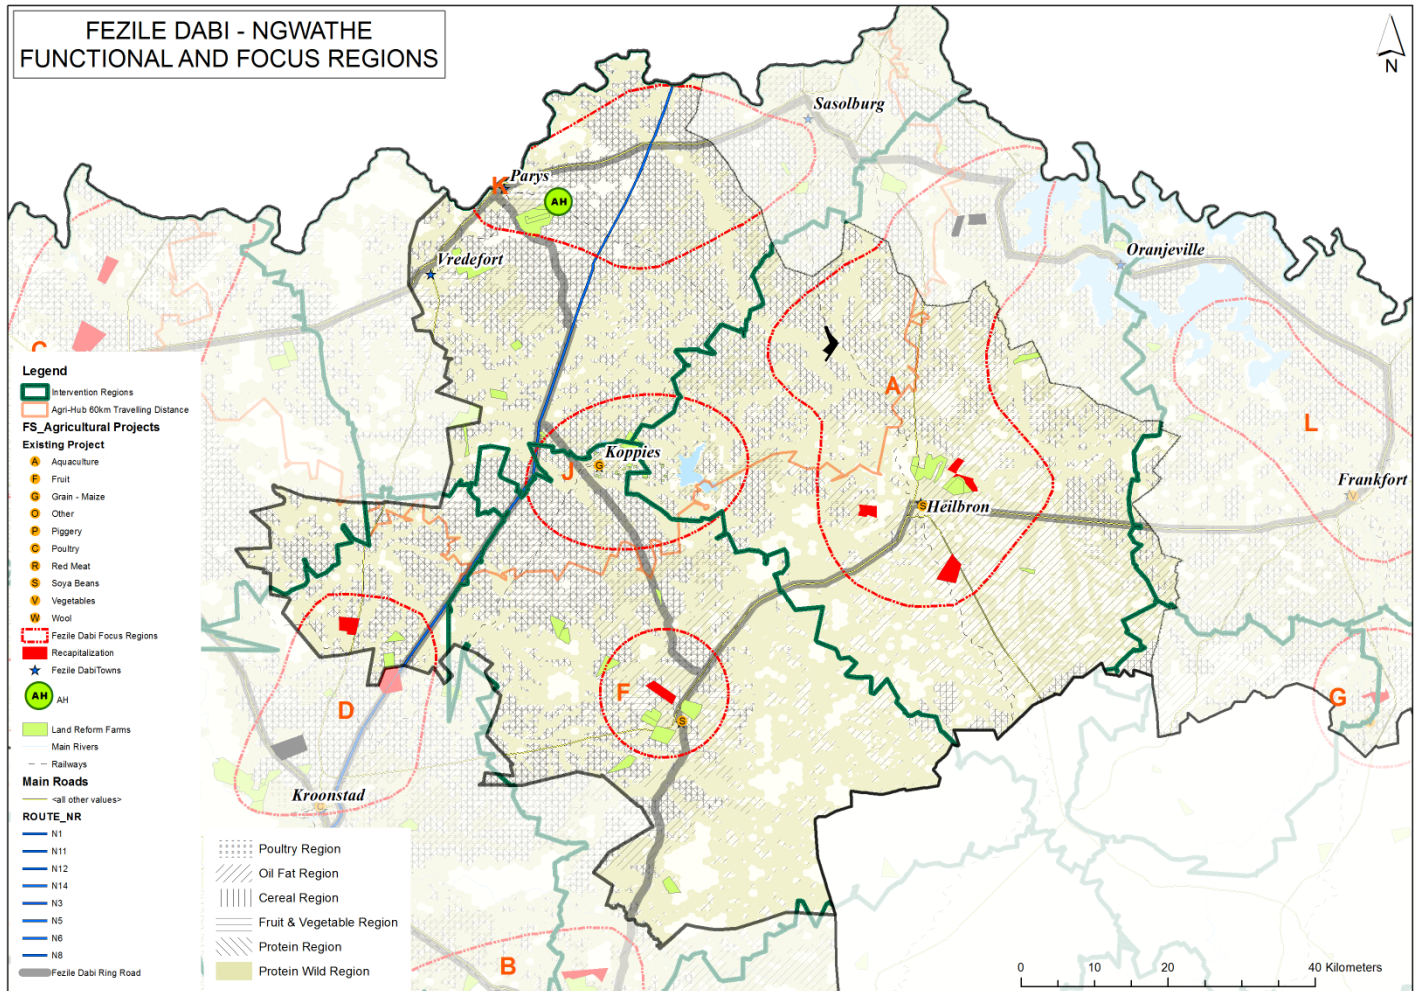 FEZILE DABI - NGWATHE
FUNCTIONAL AND FOCUS REGIONS
N
Sasolburg
Parys
K
AH
Vredefort
Oranjeville
C
A
L
Koppies
G
J
Frankfort
V
S
Heilbron
F
S
D
G
Kroonstad
C
B
Legend
Intervention Regions
Agri-Hub 60km Travelling Distance
FS_Agricultural Projects
Existing Project
A Aquaculture
F Fruit
G Grain - Maize
O Other
P Piggery
C Poultry
R Red Meat
S Soya Beans
V Vegetables
W Wool
Fezile Dabi Focus Regions
Recapitalization
Fezile DabiTowns
AH AH
Land Reform Farms
Main Rivers
Railways
Main Roads
<all other values>
ROUTE_NR
N1
N11
N12
N14
N3
N5
N6
N8
Fezile Dabi Ring Road
Poultry Region
Oil Fat Region
Cereal Region
Fruit & Vegetable Region
Protein Region
Protein Wild Region
0 10 20 40 Kilometers